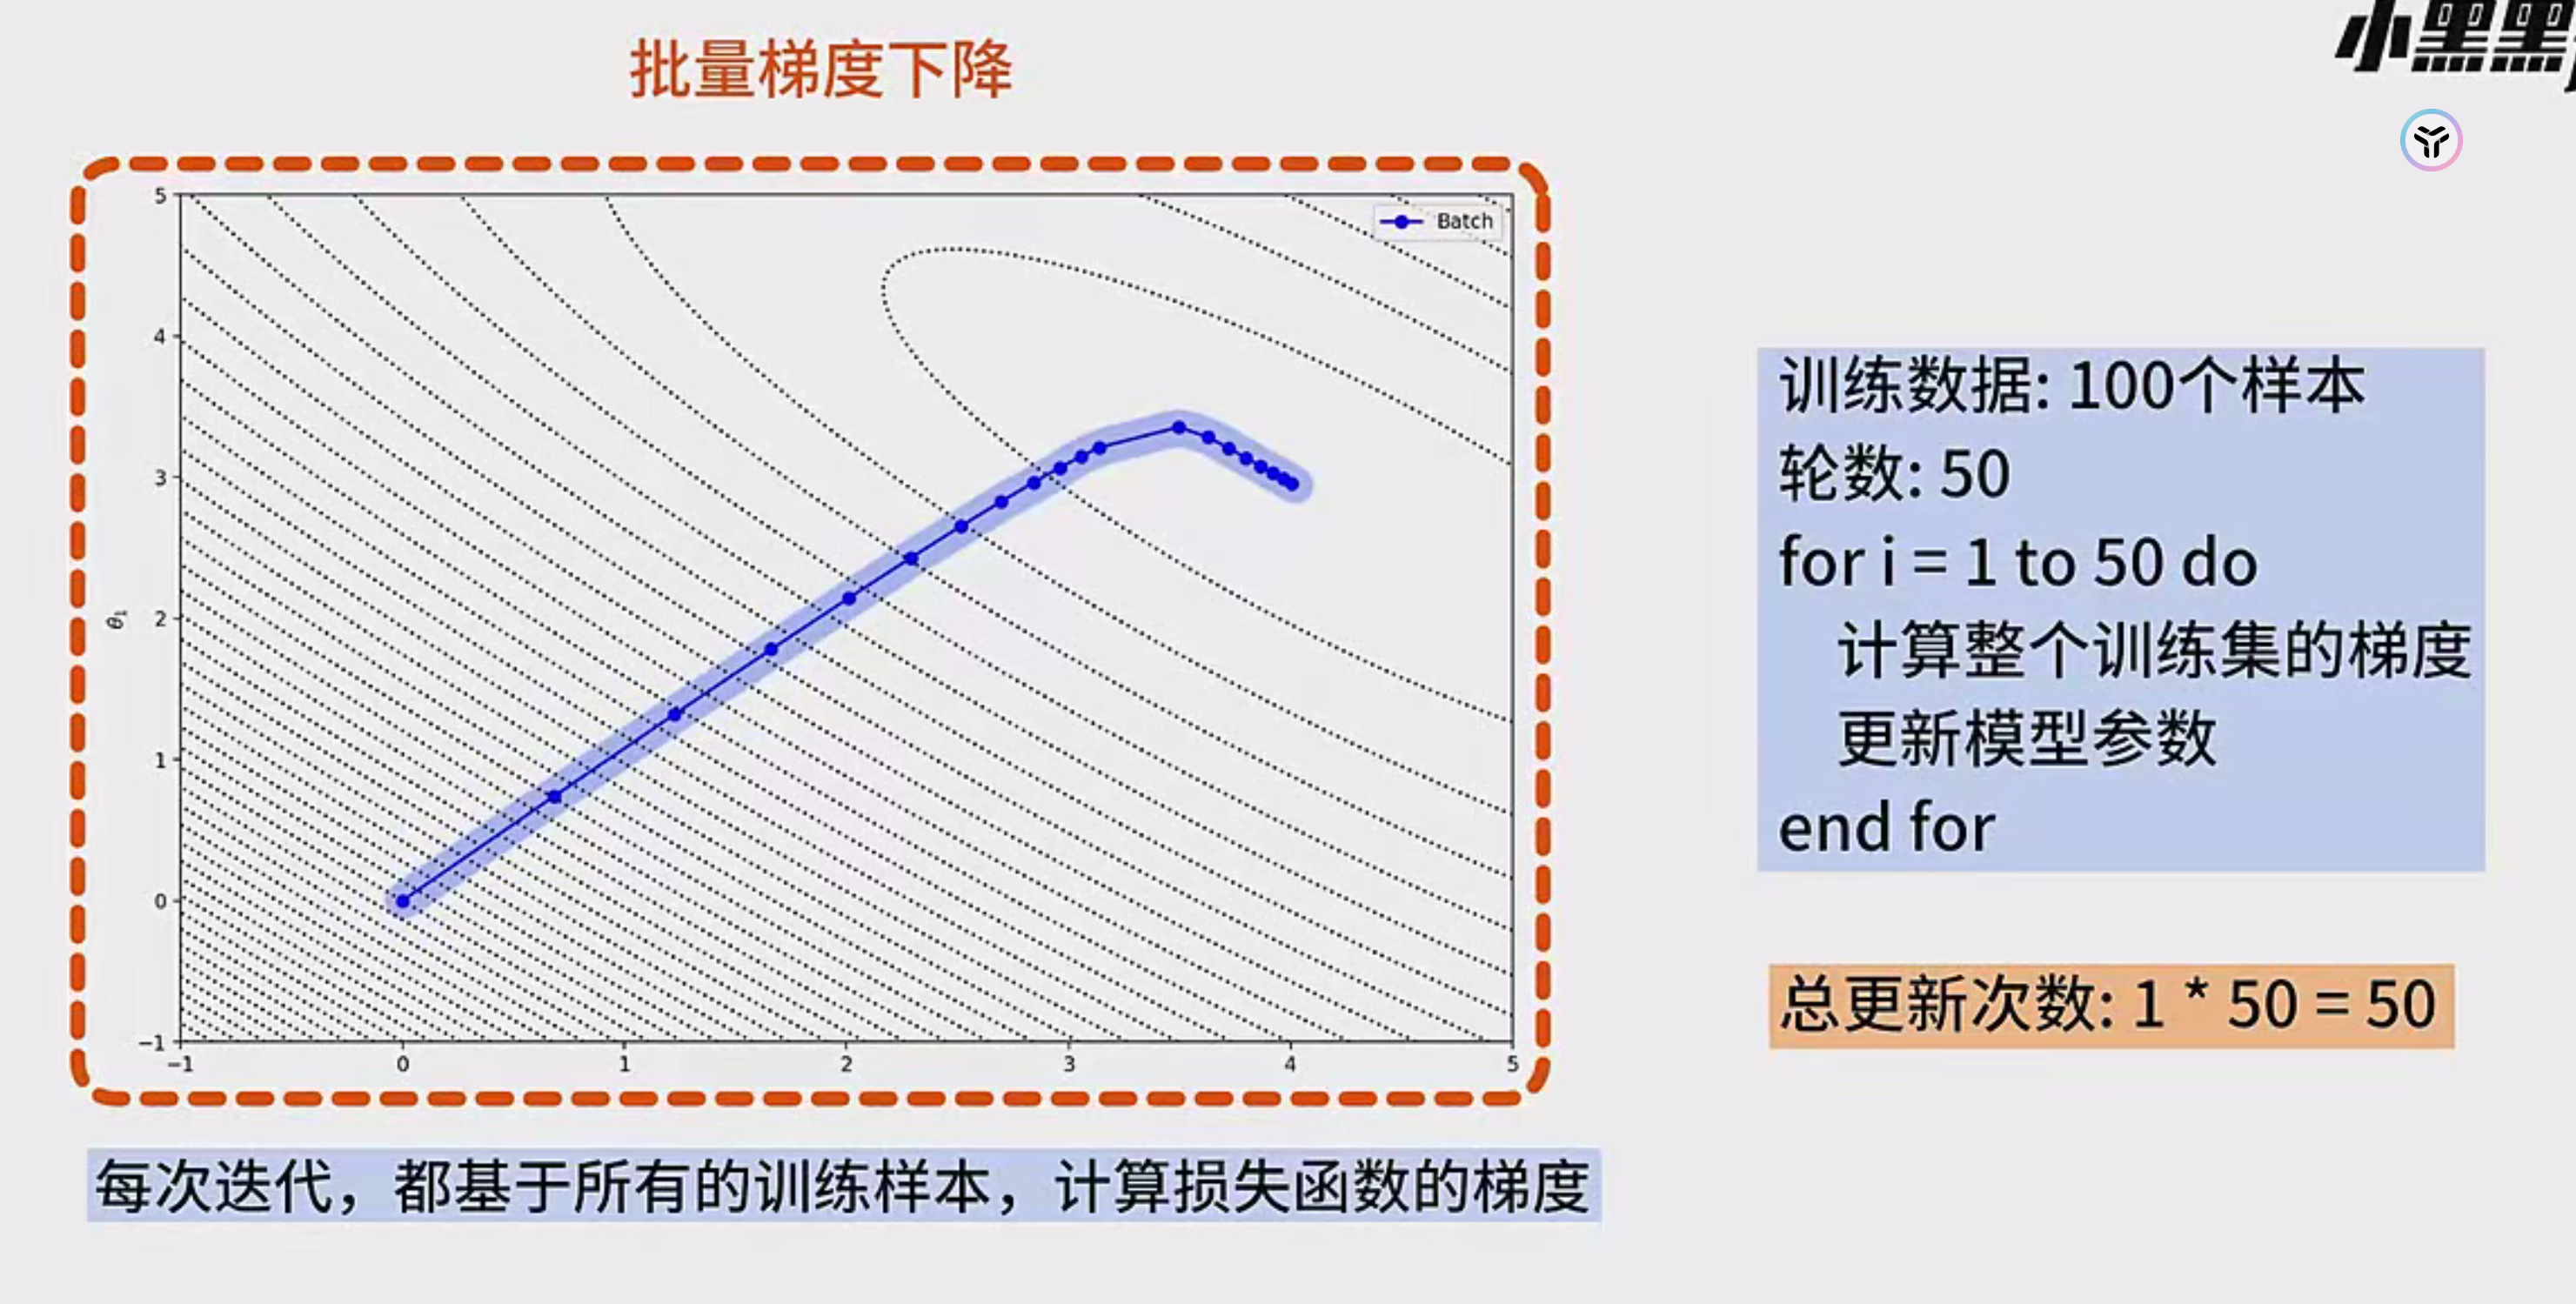 小黑黑
批量梯度下降
5
Batch
4
3
2
1
0
−1
θ₁
−1 0 1 2 3 4 5
训练数据: 100个样本
轮数: 50
for i = 1 to 50 do
计算整个训练集的梯度
更新模型参数
end for
总更新次数: 1 * 50 = 50
每次迭代，都基于所有的训练样本，计算损失函数的梯度